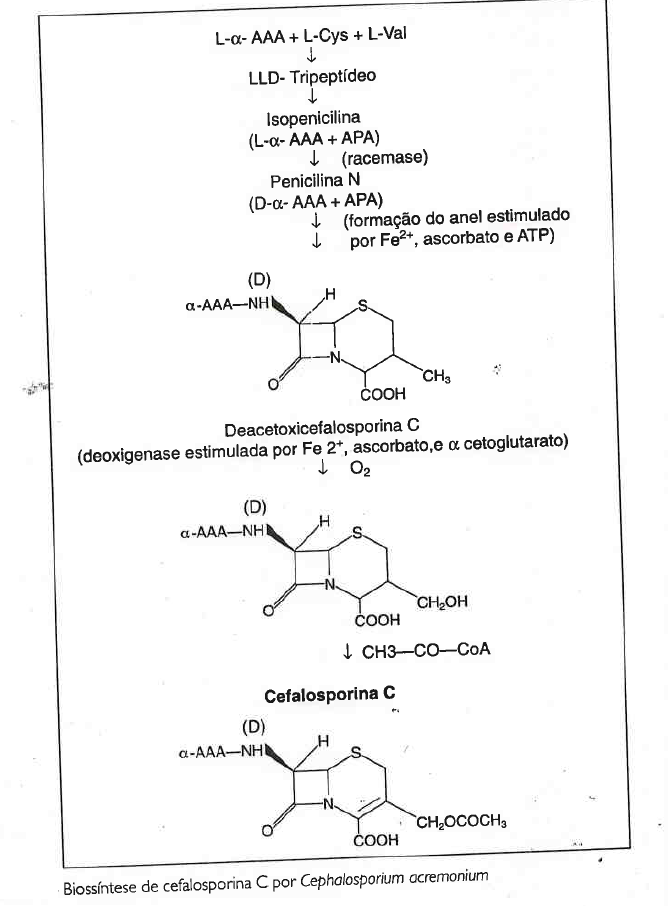 L-α- AAA + L-Cys + L-Val
↓
LLD- Tripeptídeo
↓
Isopenicilina
(L-α- AAA + APA)
↓ (racemase)
Penicilina N
(D-α- AAA + APA)
↓ (formação do anel estimulado
↓ por Fe²⁺, ascorbato e ATP)
(D)
α-AAA—NH
H
S
N
O
CH₃
COOH
Deacetoxicefalosporina C
(deoxigenase estimulada por Fe 2⁺, ascorbato,e α cetoglutarato)
↓ O₂
(D)
α-AAA—NH
H
S
N
O
CH₂OH
COOH
↓ CH3—CO—CoA
Cefalosporina C
(D)
α-AAA—NH
H
S
N
O
CH₂OCOCH₃
COOH
Biossíntese de cefalosporina C por Cephalosporium acremonium